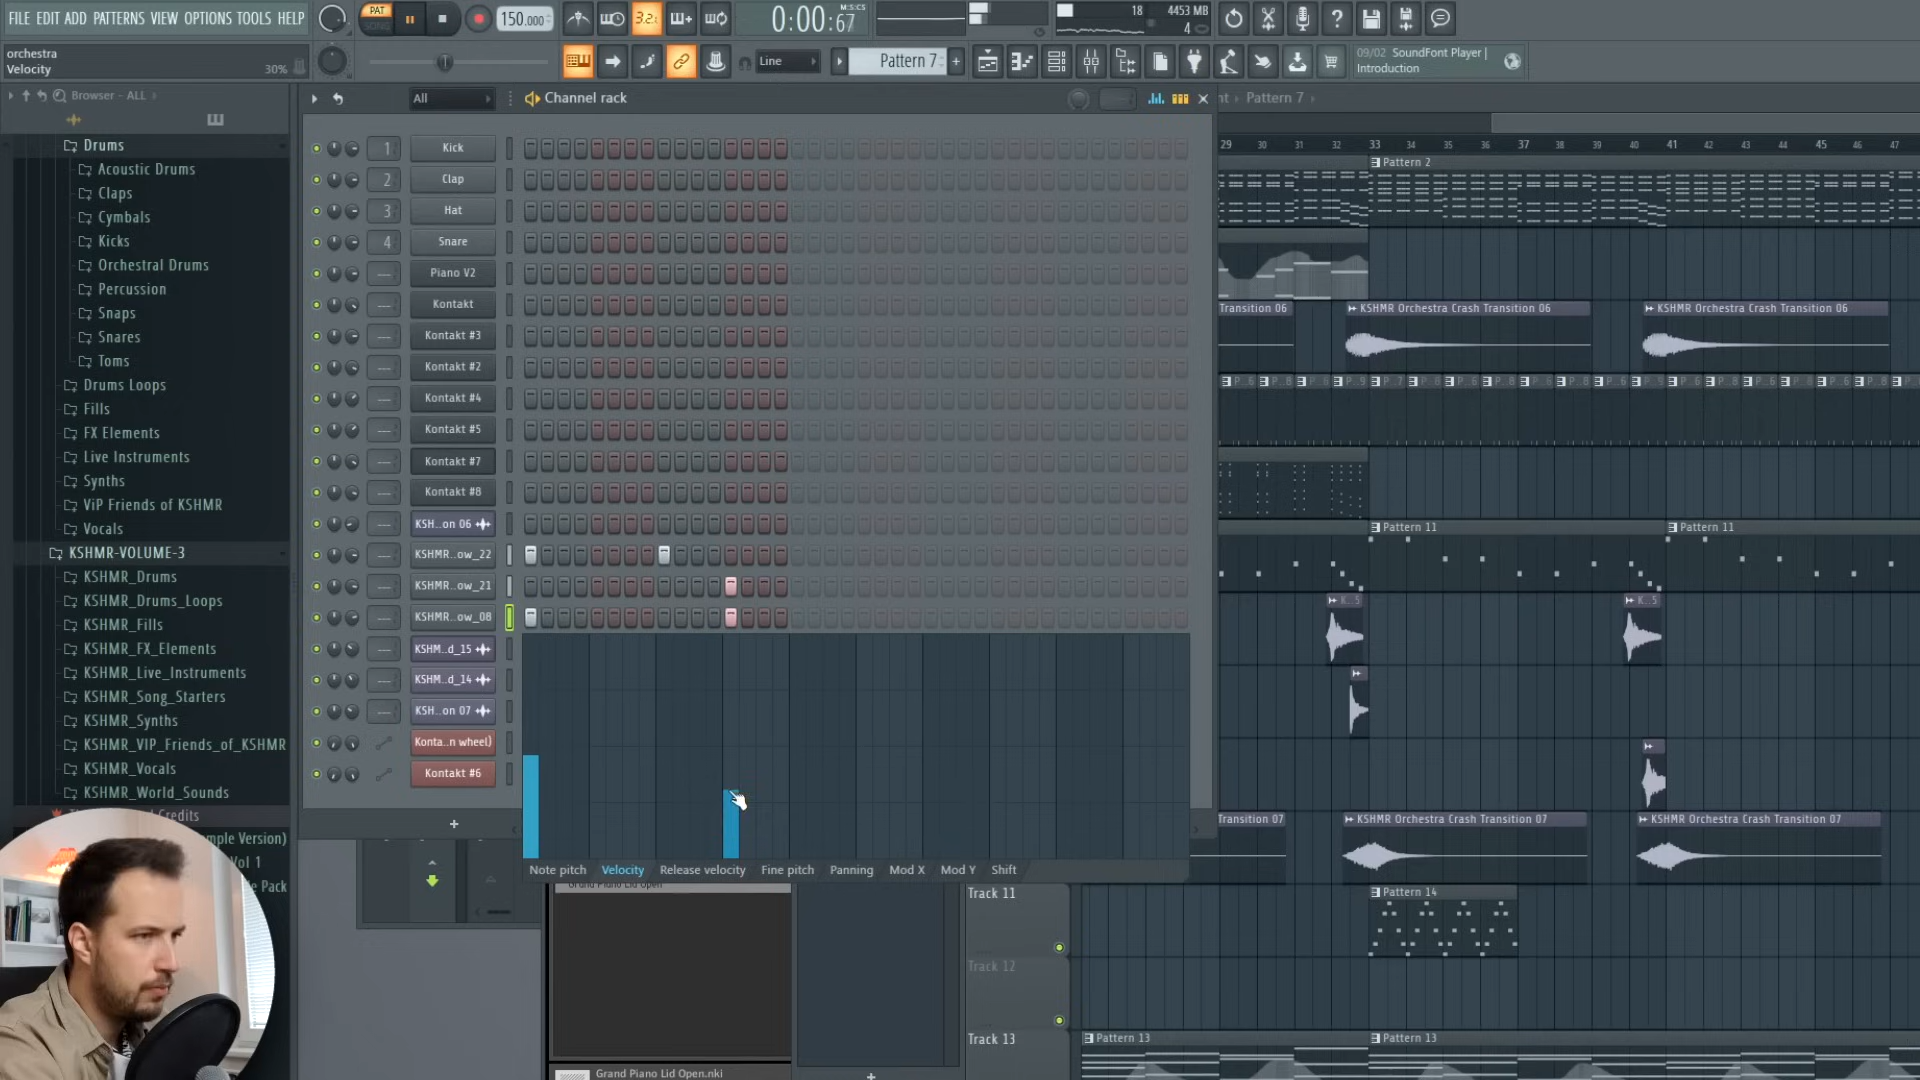 FILE EDIT ADD PATTERNS VIEW OPTIONS TOOLS HELP
PAT
150.000
3.2
0:00:67
M:S:CS
18
4453 MB
4
orchestra
Velocity
30%
Line
Pattern 7
+
09/02 SoundFont Player |
Introduction
Browser - ALL
All
Channel rack
Pattern 7
Drums
Acoustic Drums
Claps
Cymbals
Kicks
Orchestral Drums
Percussion
Snaps
Snares
Toms
Drums Loops
Fills
FX Elements
Live Instruments
Synths
ViP Friends of KSHMR
Vocals
KSHMR-VOLUME-3
KSHMR_Drums
KSHMR_Drums_Loops
KSHMR_Fills
KSHMR_FX_Elements
KSHMR_Live_Instruments
KSHMR_Song_Starters
KSHMR_Synths
KSHMR_VIP_Friends_of_KSHMR
KSHMR_Vocals
KSHMR_World_Sounds
Credits
1 Kick
2 Clap
3 Hat
4 Snare
--- Piano V2
--- Kontakt
--- Kontakt #3
--- Kontakt #2
--- Kontakt #4
--- Kontakt #5
--- Kontakt #7
--- Kontakt #8
--- KSH..on 06
--- KSHMR..ow_22
--- KSHMR..ow_21
--- KSHMR..ow_08
--- KSHM..d_15
--- KSHM..d_14
--- KSH..on 07
Konta..n wheel)
Kontakt #6
+
Note pitch Velocity Release velocity Fine pitch Panning Mod X Mod Y Shift
Grand Piano Lid Open
Grand Piano Lid Open.nki
29 30 31 32 33 34 35 36 37 38 39 40 41 42 43 44 45 46 47
Pattern 2
Transition 06
KSHMR Orchestra Crash Transition 06
KSHMR Orchestra Crash Transition 06
P..6 P..8 P..6 P..9 P..7 P..8
Pattern 11
Pattern 11
K..5
K..5
Transition 07
KSHMR Orchestra Crash Transition 07
KSHMR Orchestra Crash Transition 07
Track 11
Pattern 14
Track 12
Track 13
Pattern 13
Pattern 13